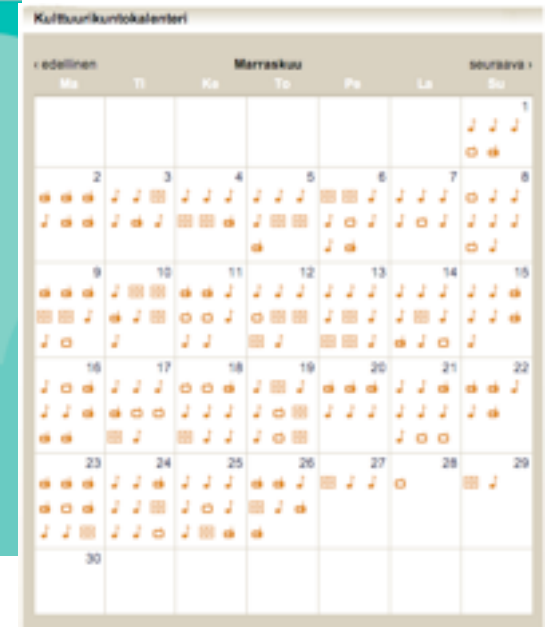 Kulttuurikuntokalenteri
‹ edellinen Marraskuu seuraava ›
Ma Ti Ke To Pe La Su
1
2 3 4 5 6 7 8
9 10 11 12 13 14 15
16 17 18 19 20 21 22
23 24 25 26 27 28 29
30